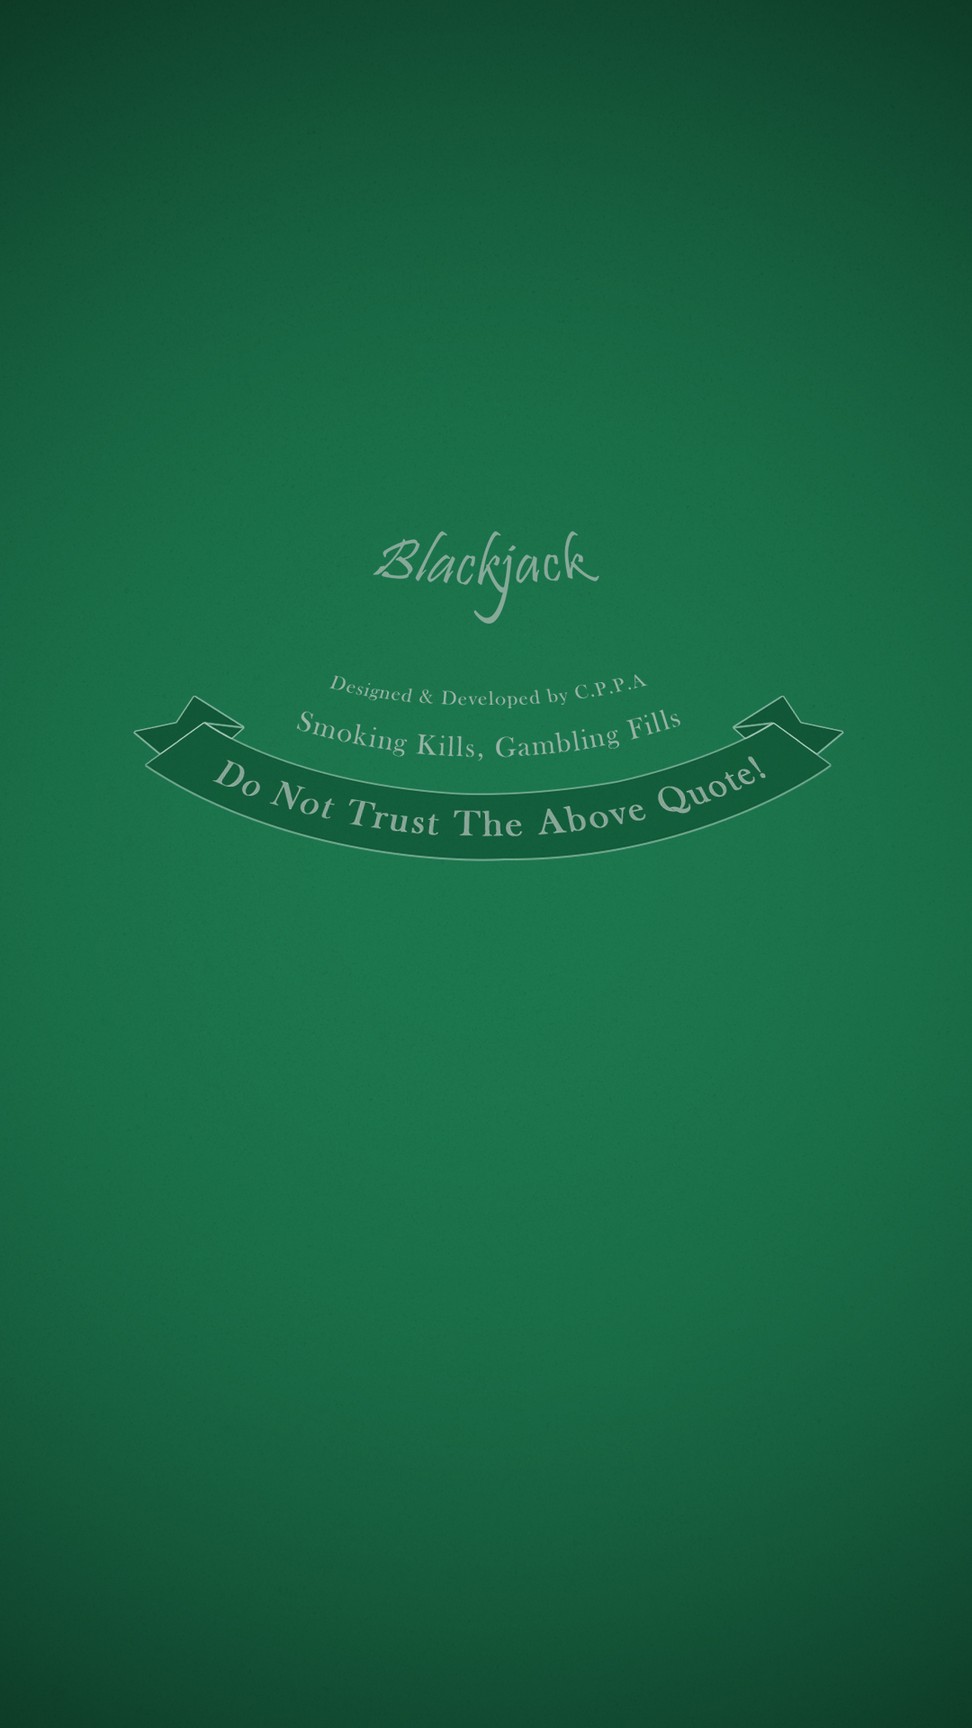 Blackjack
Designed & Developed by C.P.P.A
Smoking Kills, Gambling Fills
Do Not Trust The Above Quote!